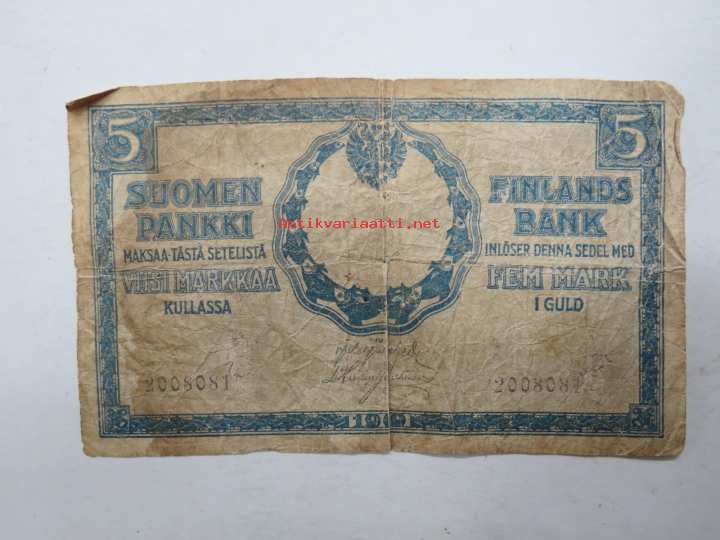 5
5
SUOMEN
PANKKI
MAKSAA TÄSTÄ SETELISTÄ
VIISI MARKKAA
KULLASSA
FINLANDS
BANK
INLÖSER DENNA SEDEL MED
FEM MARK
I GULD
Antikvariaatti.net
2008081
2008081